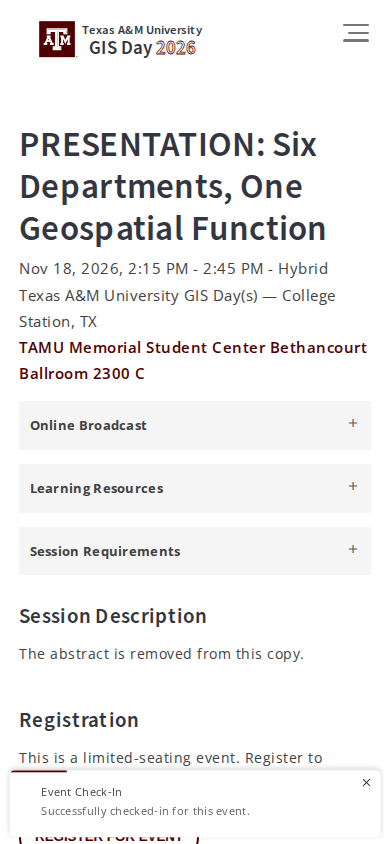 Texas A&M University
GIS Day 2026
PRESENTATION: Six
Departments, One
Geospatial Function
Nov 18, 2026, 2:15 PM - 2:45 PM - Hybrid
Texas A&M University GIS Day(s) — College
Station, TX
TAMU Memorial Student Center Bethancourt
Ballroom 2300 C
Online Broadcast +
Learning Resources +
Session Requirements +
Session Description
The abstract is removed from this copy.
Registration
This is a limited-seating event. Register to
Event Check-In
Successfully checked-in for this event.
REGISTER FOR EVENT